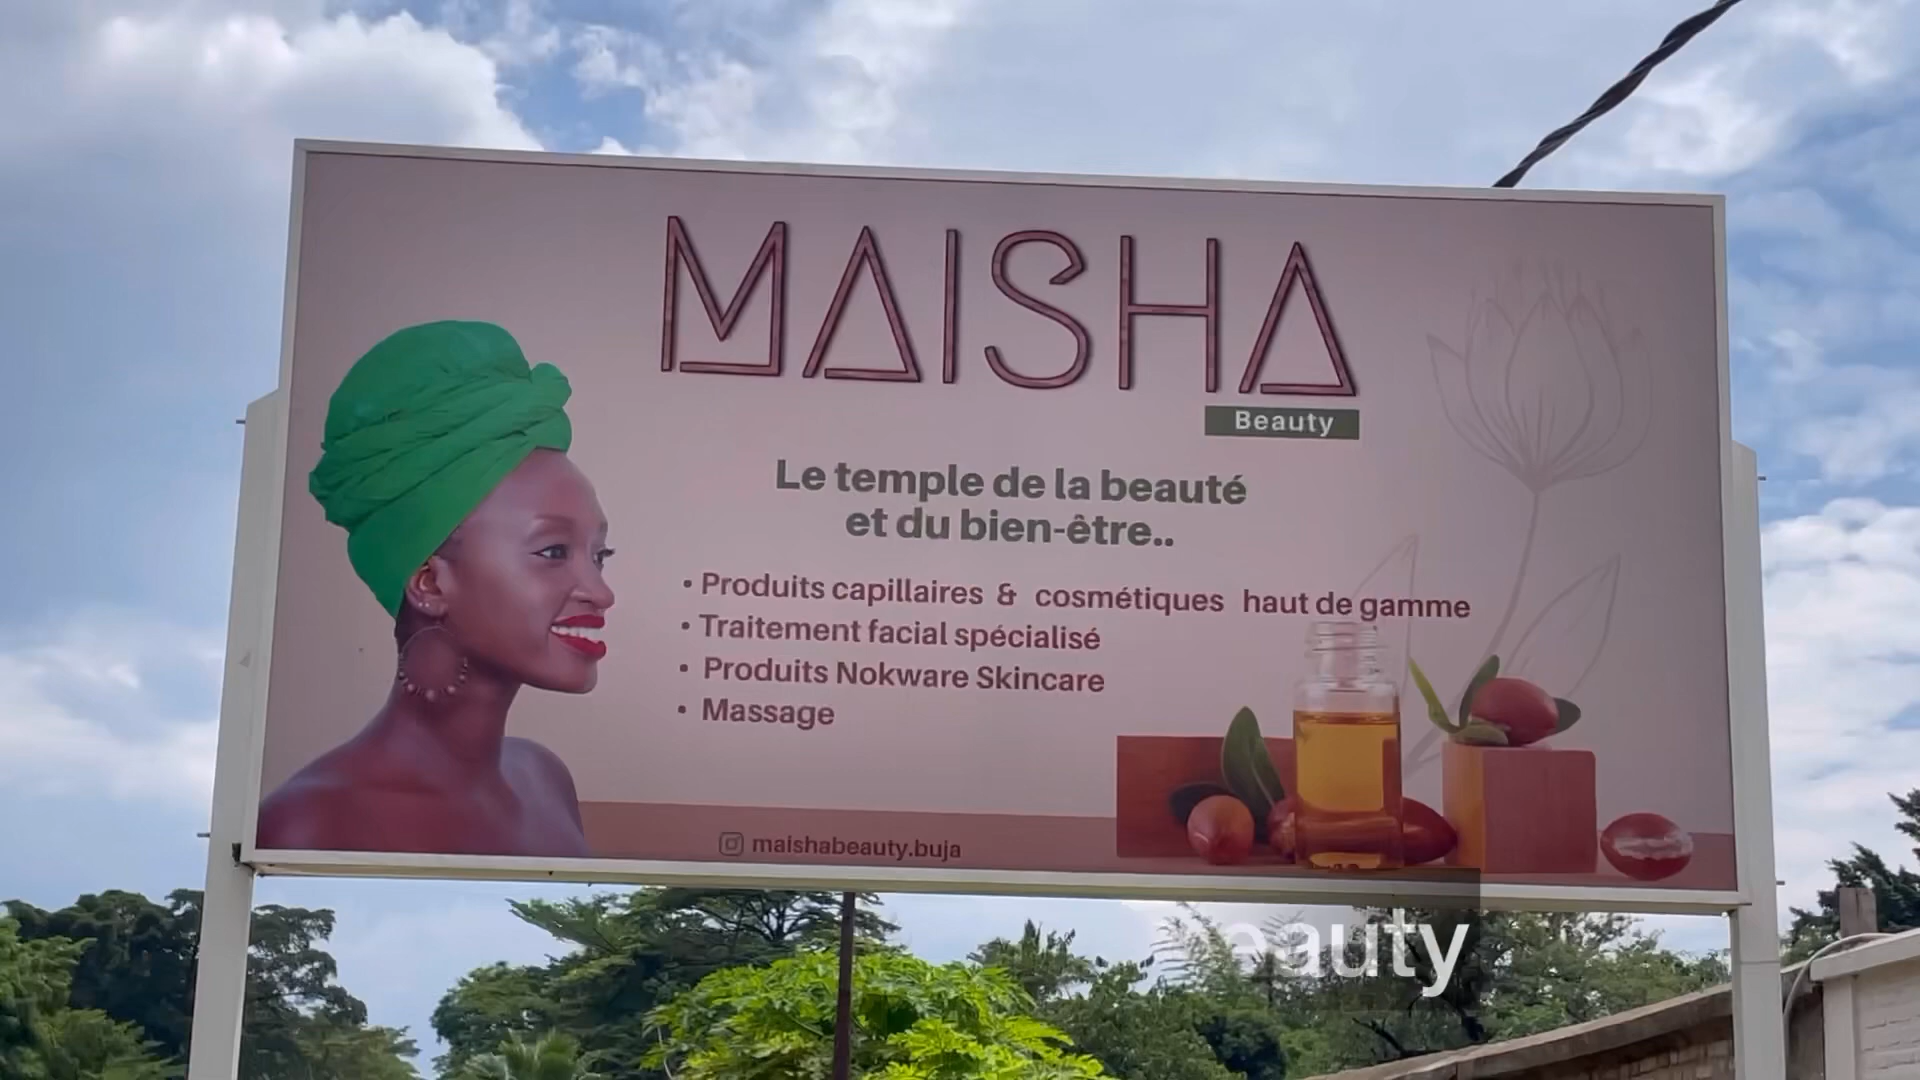 MAISHA
Beauty
Le temple de la beauté
et du bien-être..
• Produits capillaires & cosmétiques haut de gamme
• Traitement facial spécialisé
• Produits Nokware Skincare
• Massage
maishabeauty.buja
beauty